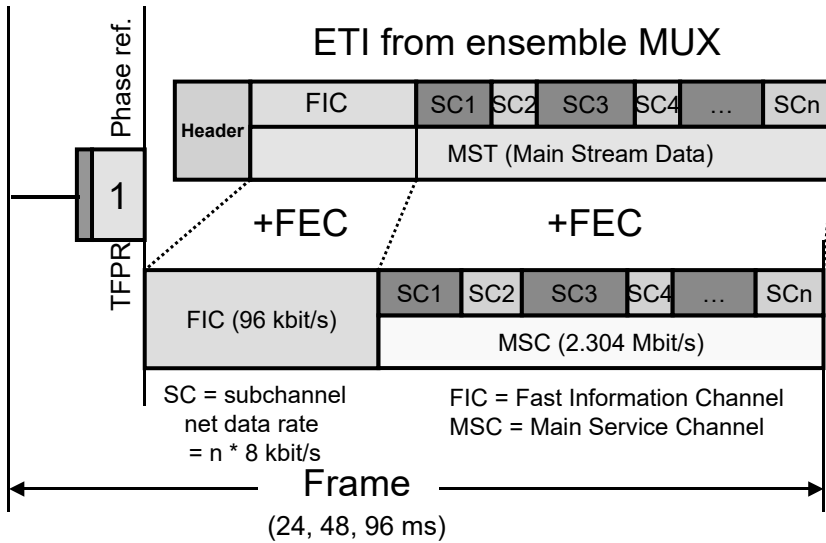 ETI from ensemble MUX
Phase ref.
Header
FIC
SC1 SC2 SC3 SC4 … SCn
MST (Main Stream Data)
1
+FEC +FEC
TFPR
FIC (96 kbit/s)
SC1 SC2 SC3 SC4 … SCn
MSC (2.304 Mbit/s)
SC = subchannel
net data rate
= n * 8 kbit/s
FIC = Fast Information Channel
MSC = Main Service Channel
Frame
(24, 48, 96 ms)